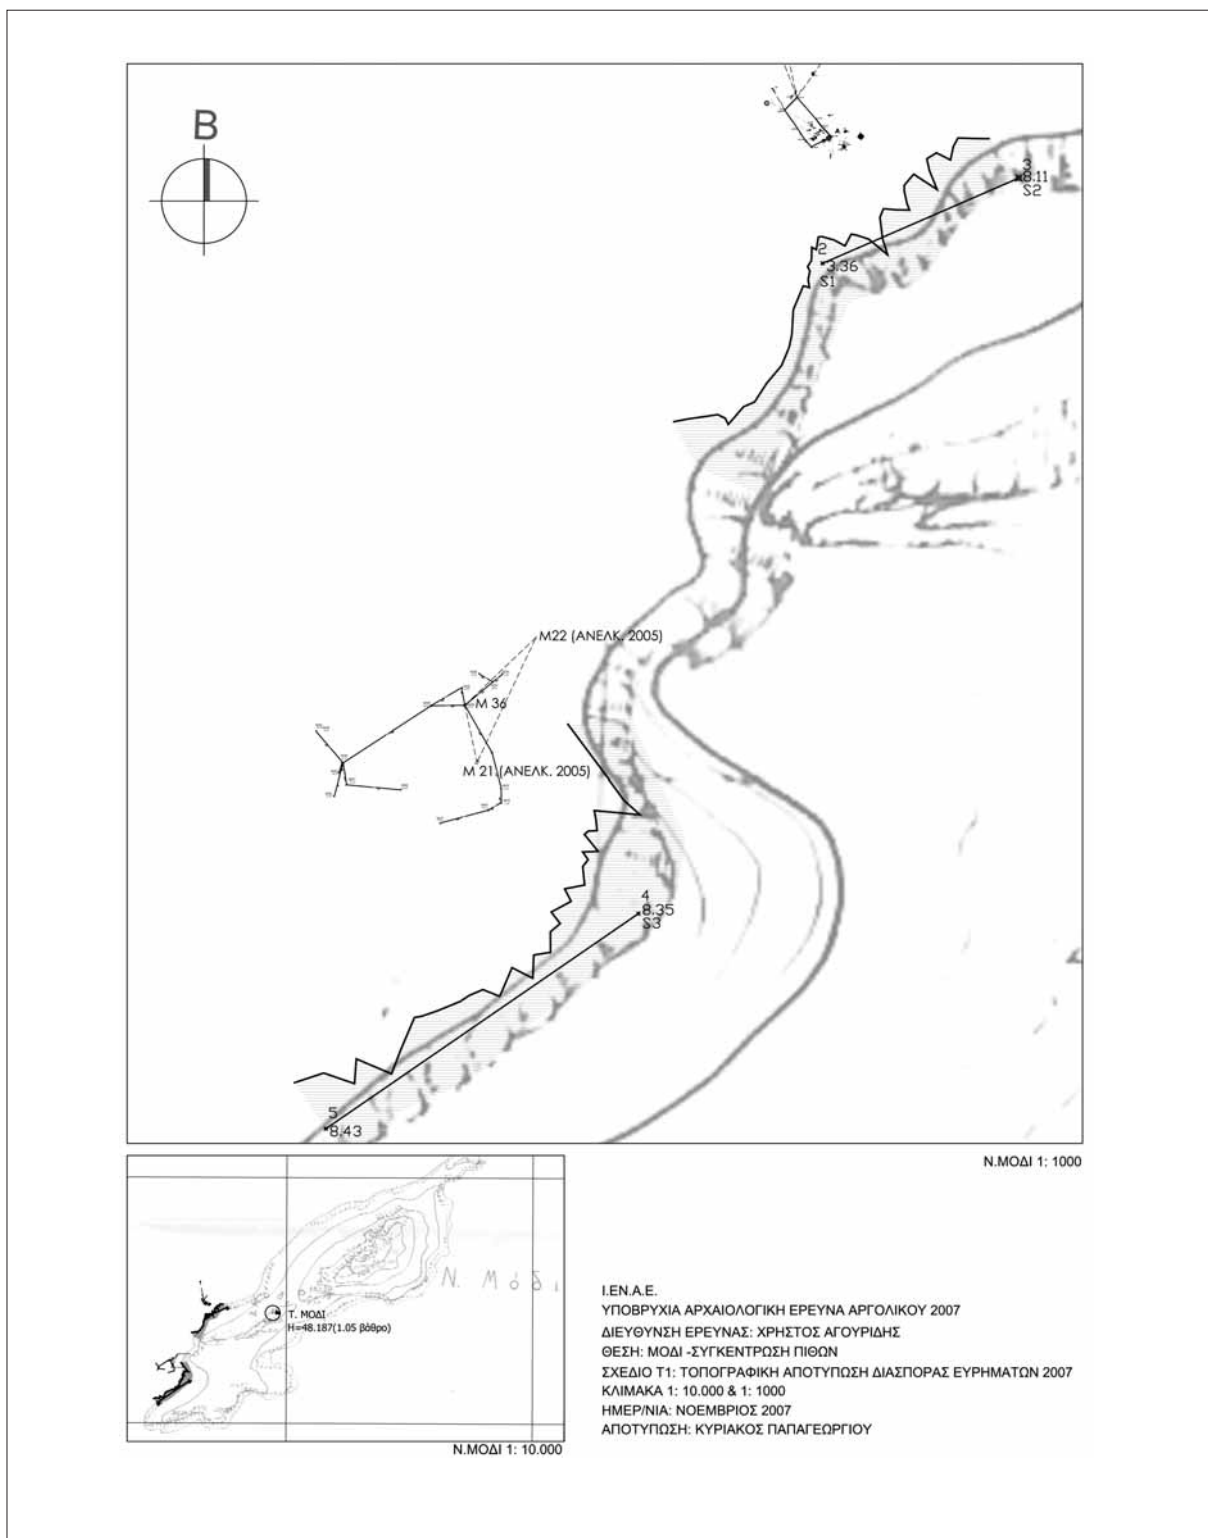 B
3
8.11
S2
2
3.36
S1
M22 (ΑΝΕΛΚ. 2005)
M 36
M 21 (ΑΝΕΛΚ. 2005)
4
8.35
S3
5
8.43
Ν.ΜΟΔΙ 1: 1000
Ν. Μόδι
Τ. ΜΟΔΙ
Η=48.187(1.05 βάθρο)
Ν.ΜΟΔΙ 1: 10.000
Ι.ΕΝ.Α.Ε.
ΥΠΟΒΡΥΧΙΑ ΑΡΧΑΙΟΛΟΓΙΚΗ ΕΡΕΥΝΑ ΑΡΓΟΛΙΚΟΥ 2007
ΔΙΕΥΘΥΝΣΗ ΕΡΕΥΝΑΣ: ΧΡΗΣΤΟΣ ΑΓΟΥΡΙΔΗΣ
ΘΕΣΗ: ΜΟΔΙ -ΣΥΓΚΕΝΤΡΩΣΗ ΠΙΘΩΝ
ΣΧΕΔΙΟ Τ1: ΤΟΠΟΓΡΑΦΙΚΗ ΑΠΟΤΥΠΩΣΗ ΔΙΑΣΠΟΡΑΣ ΕΥΡΗΜΑΤΩΝ 2007
ΚΛΙΜΑΚΑ 1: 10.000 & 1: 1000
ΗΜΕΡ/ΝΙΑ: ΝΟΕΜΒΡΙΟΣ 2007
ΑΠΟΤΥΠΩΣΗ: ΚΥΡΙΑΚΟΣ ΠΑΠΑΓΕΩΡΓΙΟΥ